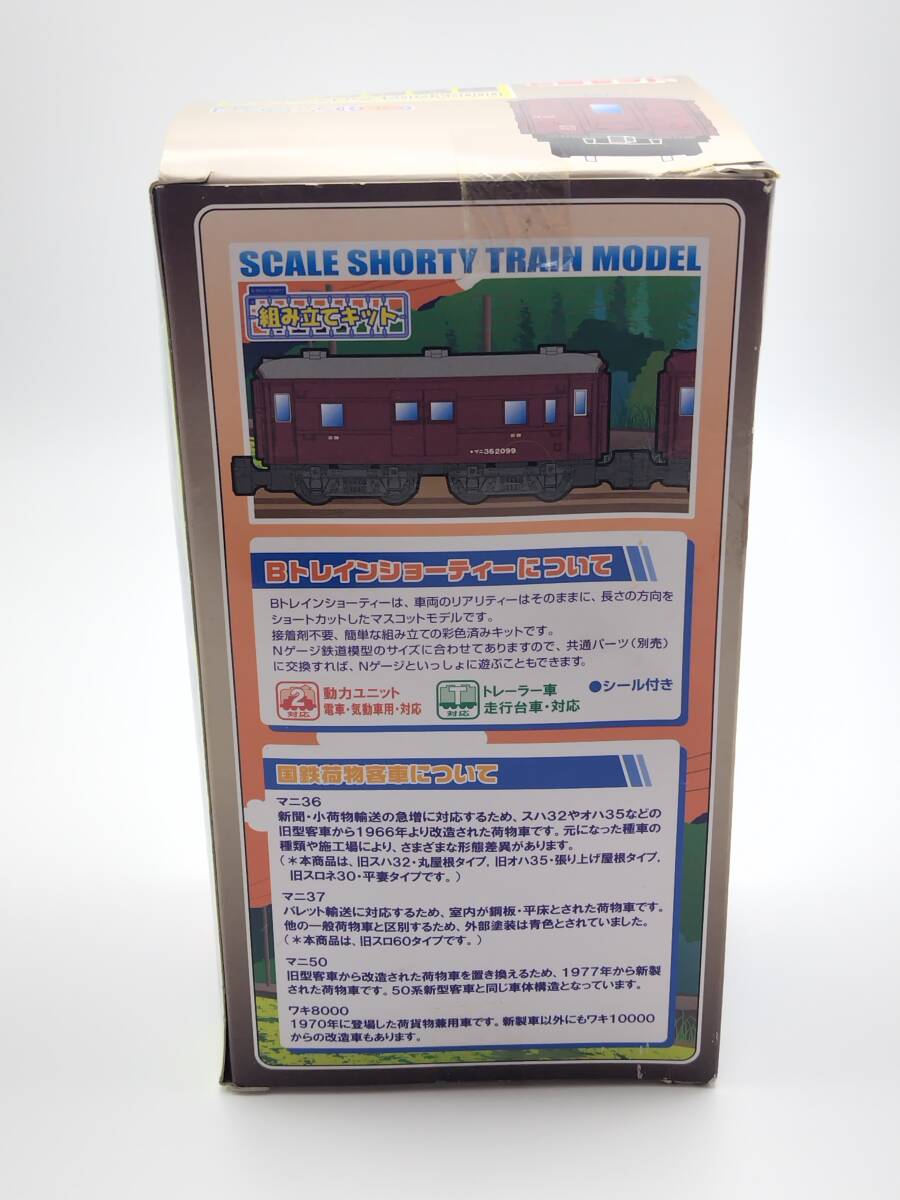 SCALE SHORTY TRAIN MODEL
組み立てキット
マニ36 2099
Bトレインショーティーについて
Bトレインショーティーは、車両のリアリティーはそのままに、長さの方向を
ショートカットしたマスコットモデルです。
接着剤不要、簡単な組み立ての彩色済みキットです。
Nゲージ鉄道模型のサイズに合わせてありますので、共通パーツ（別売）
に交換すれば、Nゲージといっしょに遊ぶこともできます。
2
対応
動力ユニット
電車・気動車用・対応
T
対応
トレーラー車
走行台車・対応
●シール付き
国鉄荷物客車について
マニ36
新聞・小荷物輸送の急増に対応するため、スハ32やオハ35などの
旧型客車から1966年より改造された荷物車です。元になった種車の
種類や施工場により、さまざまな形態差異があります。
（＊本商品は、旧スハ32・丸屋根タイプ，旧オハ35・張り上げ屋根タイプ，
旧スロネ30・平妻タイプです。）
マニ37
パレット輸送に対応するため、室内が鋼板・平床とされた荷物車です。
他の一般荷物車と区別するため、外部塗装は青色とされていました。
（＊本商品は、旧スロ60タイプです。）
マニ50
旧型客車から改造された荷物車を置き換えるため、1977年から新製
された荷物車です。50系新型客車と同じ車体構造となっています。
ワキ8000
1970年に登場した荷貨物兼用車です。新製車以外にもワキ10000
からの改造車もあります。